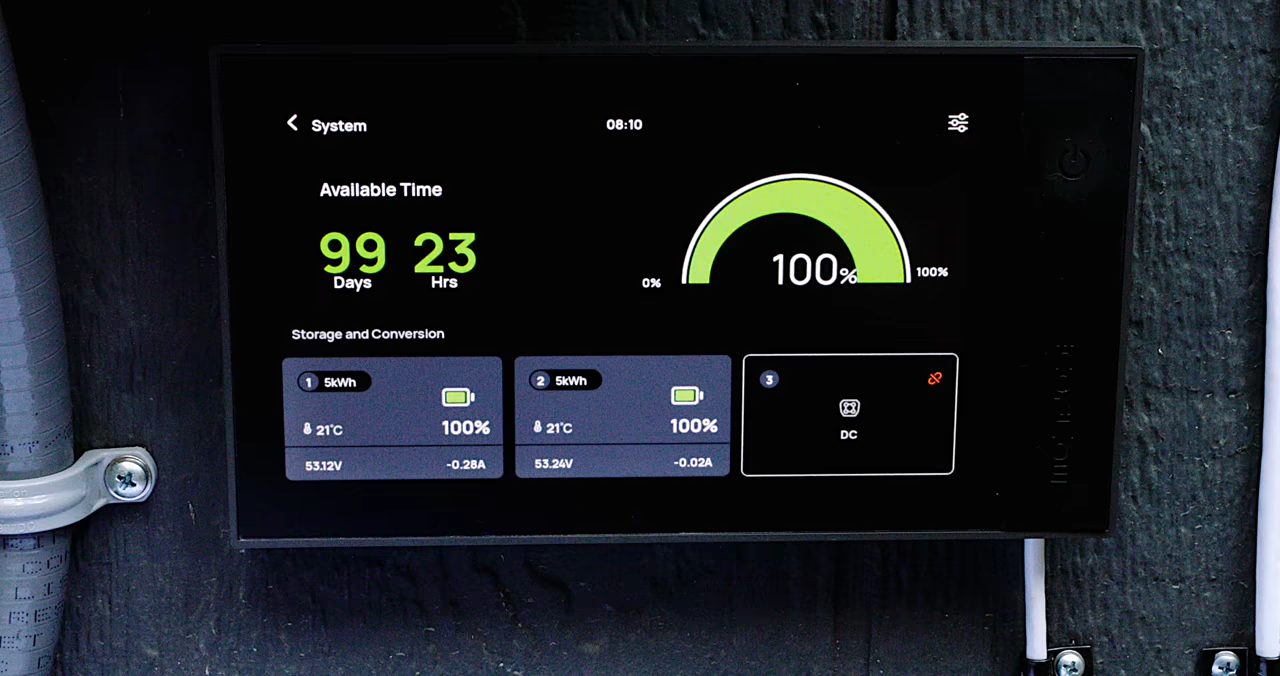 System
08:10
Available Time
99 23
Days Hrs
100%
0%
100%
Storage and Conversion
1 5kWh
21°C 100%
53.12V -0.28A
2 5kWh
21°C 100%
53.24V -0.02A
3
DC